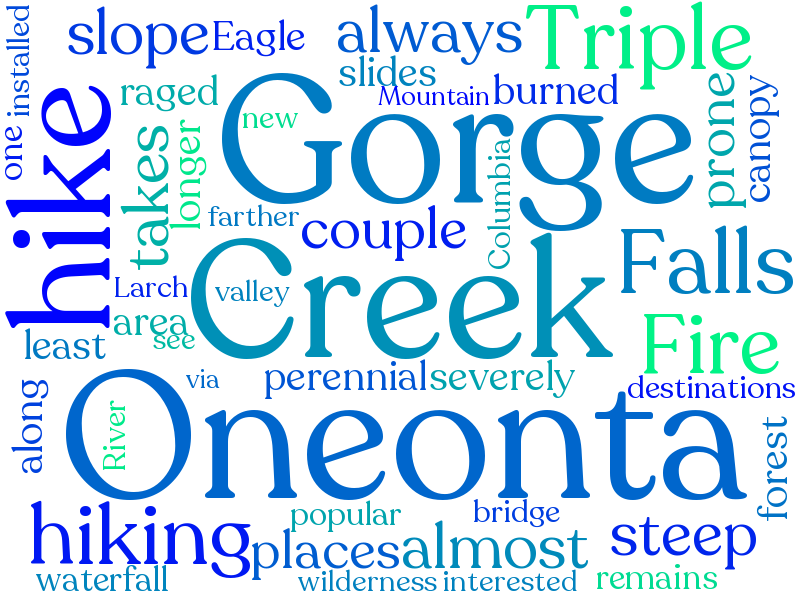 installed
slope
Eagle
always
Triple
slides
raged
Mountain
burned
one
hike
new
Gorge
prone
canopy
longer
takes
farther
couple
Columbia
Falls
Creek
Larch
valley
area
see
least
Fire
via
perennial
severely
destinations
along
River
Oneonta
forest
hiking
popular
bridge
places
almost
steep
waterfall
wilderness
interested
remains